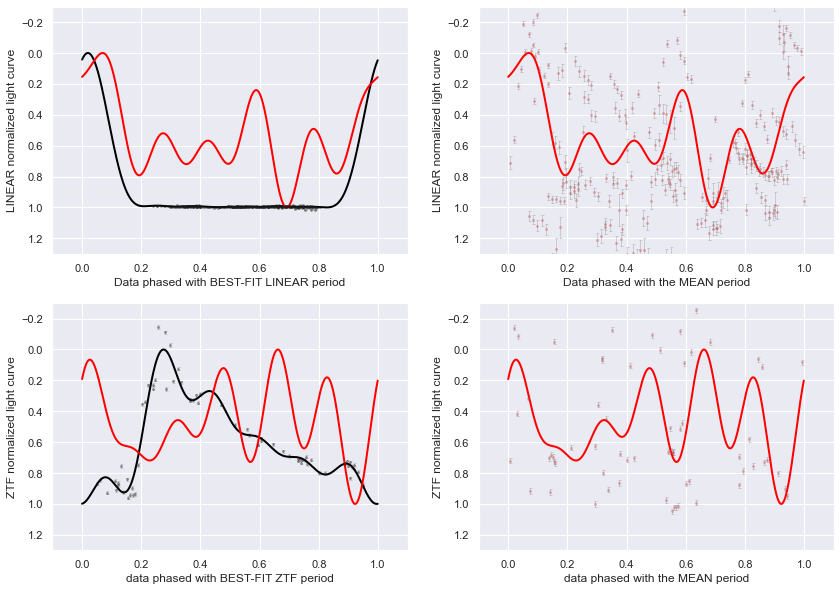 LINEAR normalized light curve
−0.2
0.0
0.2
0.4
0.6
0.8
1.0
1.2
0.0 0.2 0.4 0.6 0.8 1.0
Data phased with BEST-FIT LINEAR period
LINEAR normalized light curve
−0.2
0.0
0.2
0.4
0.6
0.8
1.0
1.2
0.0 0.2 0.4 0.6 0.8 1.0
Data phased with the MEAN period
ZTF normalized light curve
−0.2
0.0
0.2
0.4
0.6
0.8
1.0
1.2
0.0 0.2 0.4 0.6 0.8 1.0
data phased with BEST-FIT ZTF period
ZTF normalized light curve
−0.2
0.0
0.2
0.4
0.6
0.8
1.0
1.2
0.0 0.2 0.4 0.6 0.8 1.0
data phased with the MEAN period